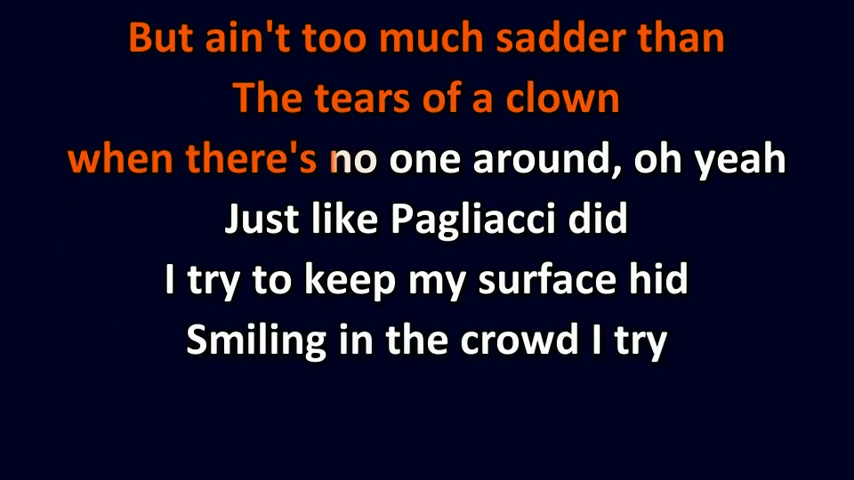 But ain't too much sadder than
The tears of a clown
when there's no one around, oh yeah
Just like Pagliacci did
I try to keep my surface hid
Smiling in the crowd I try